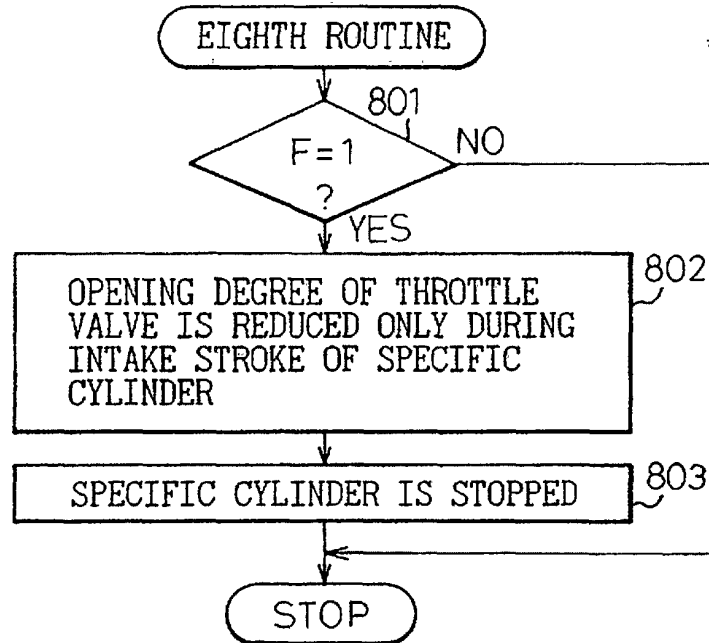 EIGHTH ROUTINE
801
F=1
?
NO
YES
OPENING DEGREE OF THROTTLE
VALVE IS REDUCED ONLY DURING
INTAKE STROKE OF SPECIFIC
CYLINDER
802
SPECIFIC CYLINDER IS STOPPED
803
STOP